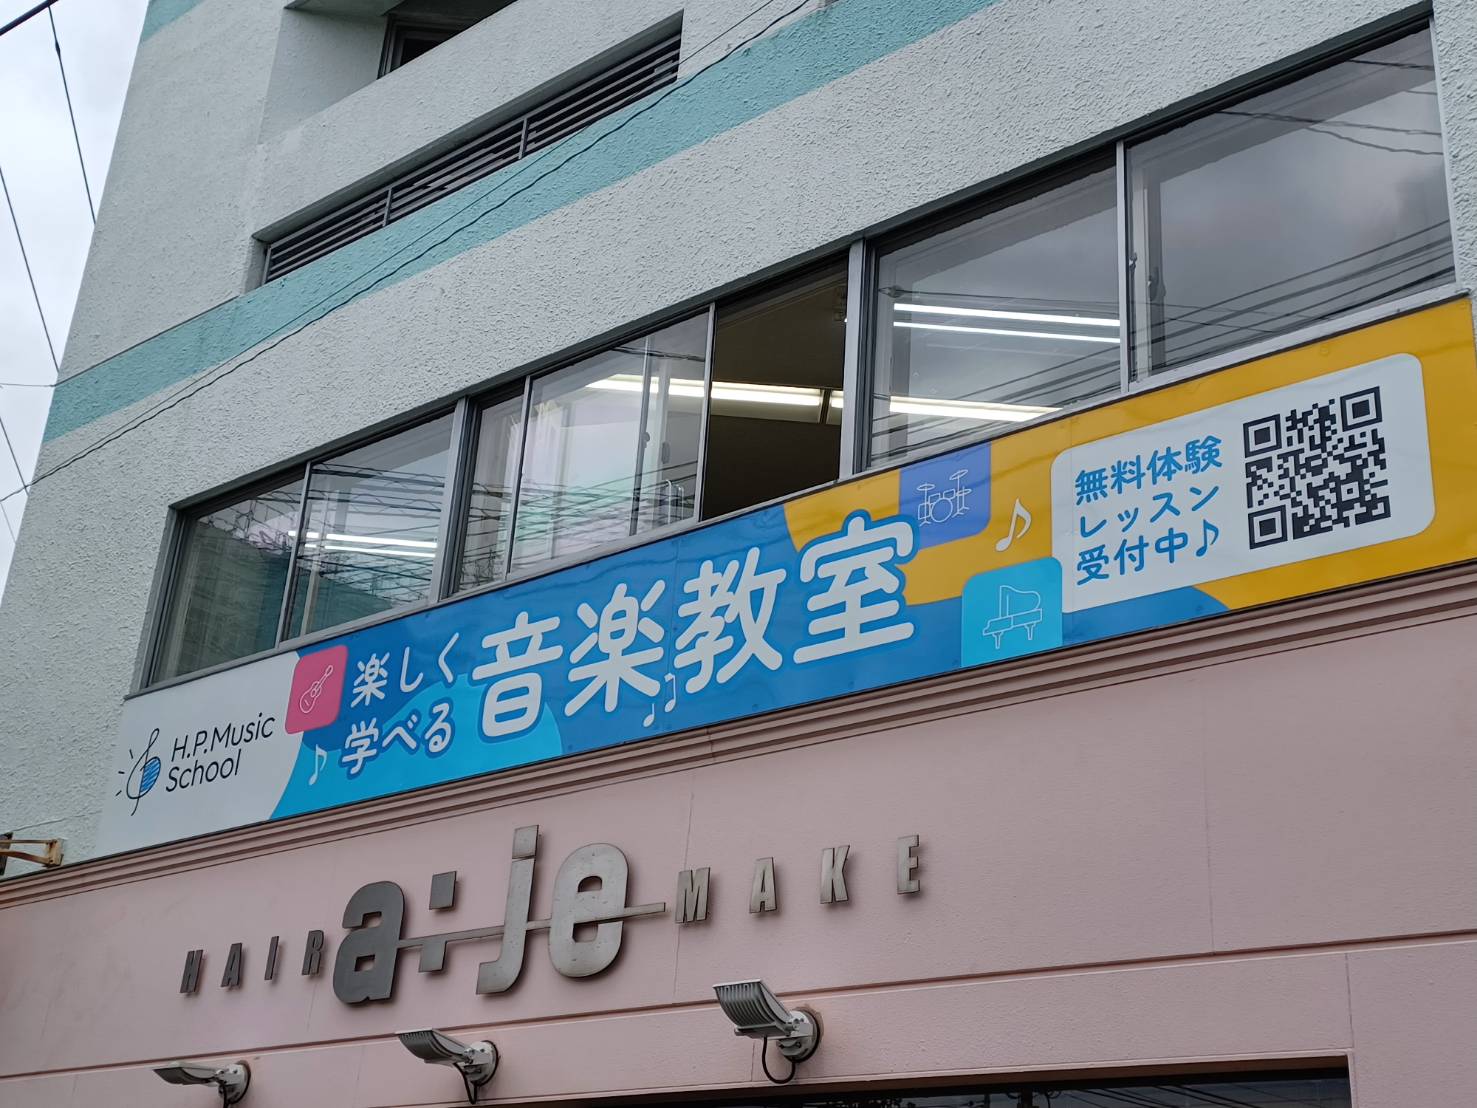 H.P.Music
School
楽しく
学べる
音楽教室
無料体験
レッスン
受付中♪
HAIR a:je MAKE